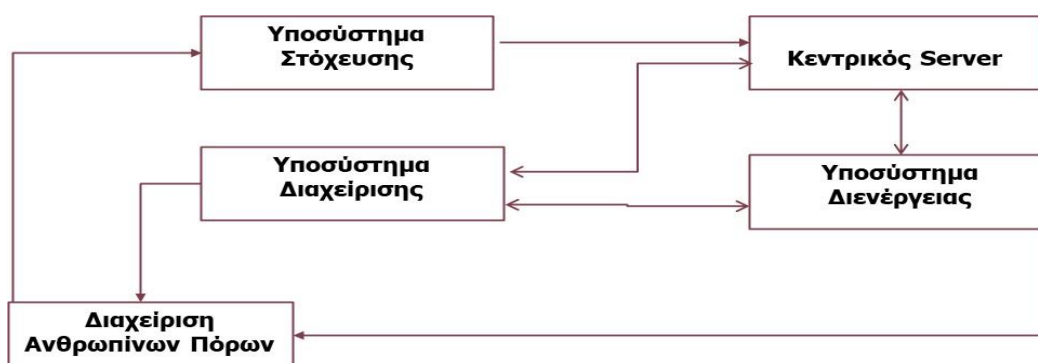 Υποσύστημα
Στόχευσης
Κεντρικός Server
Υποσύστημα
Διαχείρισης
Υποσύστημα
Διενέργειας
Διαχείριση
Ανθρωπίνων Πόρων